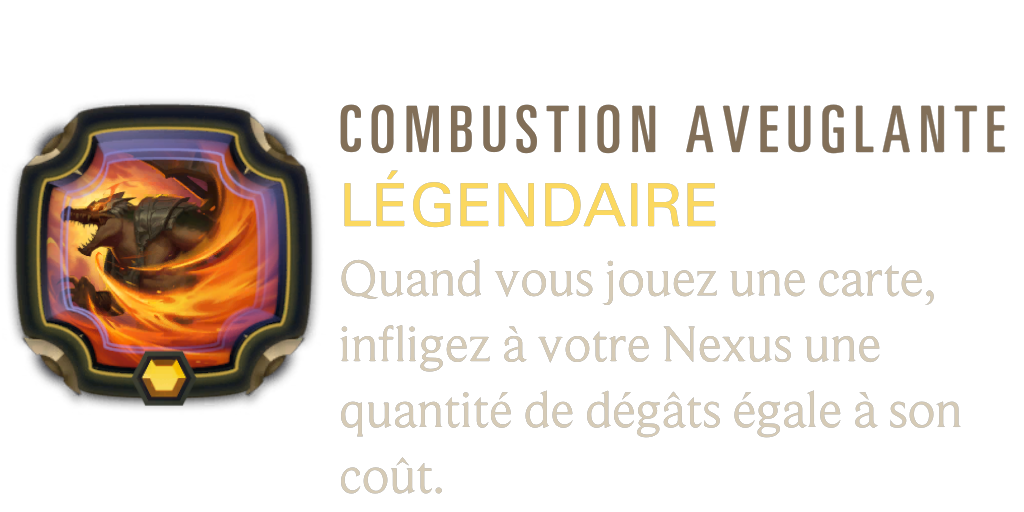 COMBUSTION AVEUGLANTE
LÉGENDAIRE
Quand vous jouez une carte,
infligez à votre Nexus une
quantité de dégâts égale à son
coût.